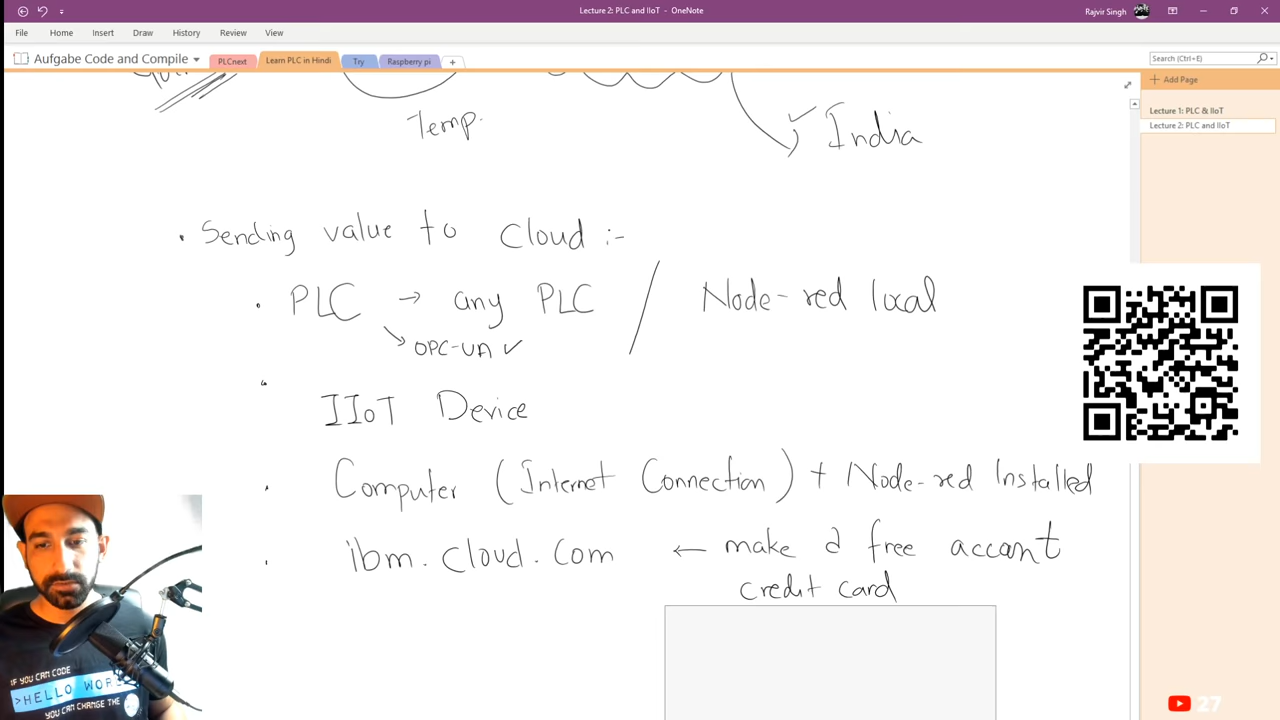 Lecture 2: PLC and IIoT - OneNote
Rajvir Singh
File Home Insert Draw History Review View
Aufgabe Code and Compile
PLCnext
Learn PLC in Hindi
Try
Raspberry pi
Search (Ctrl+E)
Add Page
Lecture 1: PLC & IIoT
Lecture 2: PLC and IIoT
Temp.
India
Sending value to Cloud :-
PLC → any PLC / Node-red local
OPC-UA ✓
IIoT Device
Computer (Internet Connection) + Node-red Installed
ibm.cloud.com ← make a free accant
credit card
IF YOU CAN CODE
>HELLO WOR
YOU CAN CHANGE THE
27